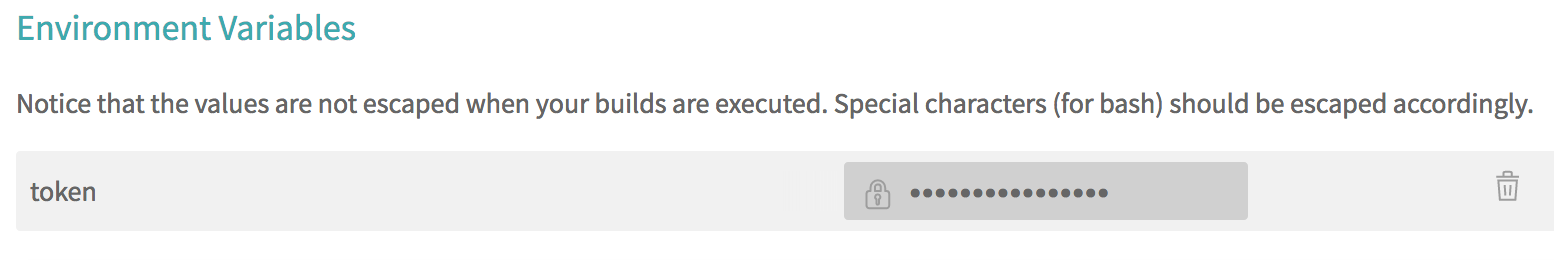 Environment Variables
Notice that the values are not escaped when your builds are executed. Special characters (for bash) should be escaped accordingly.
token ••••••••••••••••